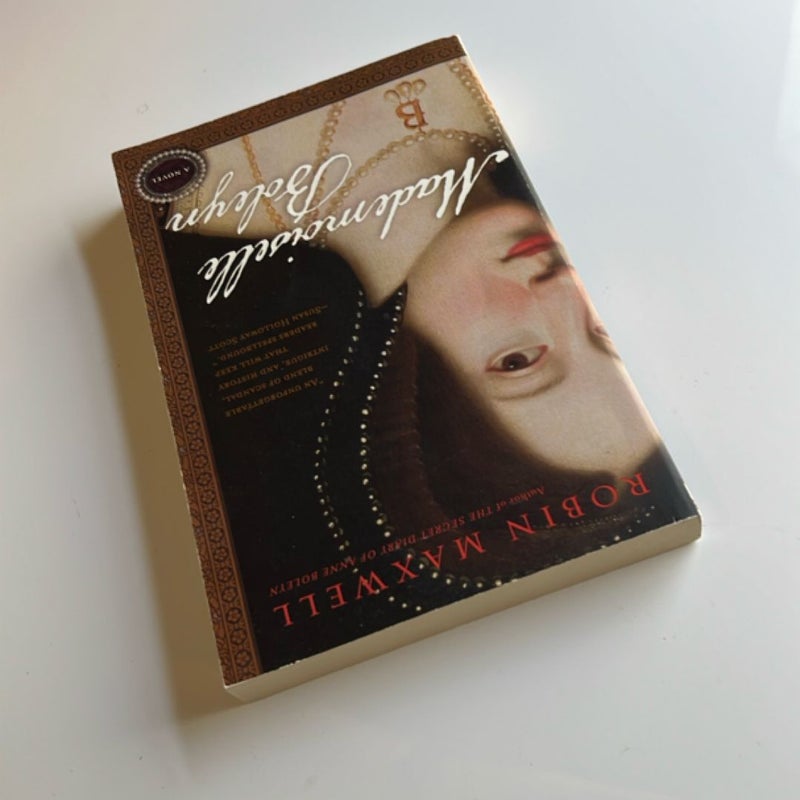 ROBIN MAXWELL
Author of THE SECRET DIARY OF ANNE BOLEYN
"AN UNFORGETTABLE
BLEND OF SCANDAL,
INTRIGUE, AND HISTORY
THAT WILL KEEP
READERS SPELLBOUND."
—SUSAN HOLLOWAY SCOTT
Mademoiselle
Boleyn
A NOVEL
B